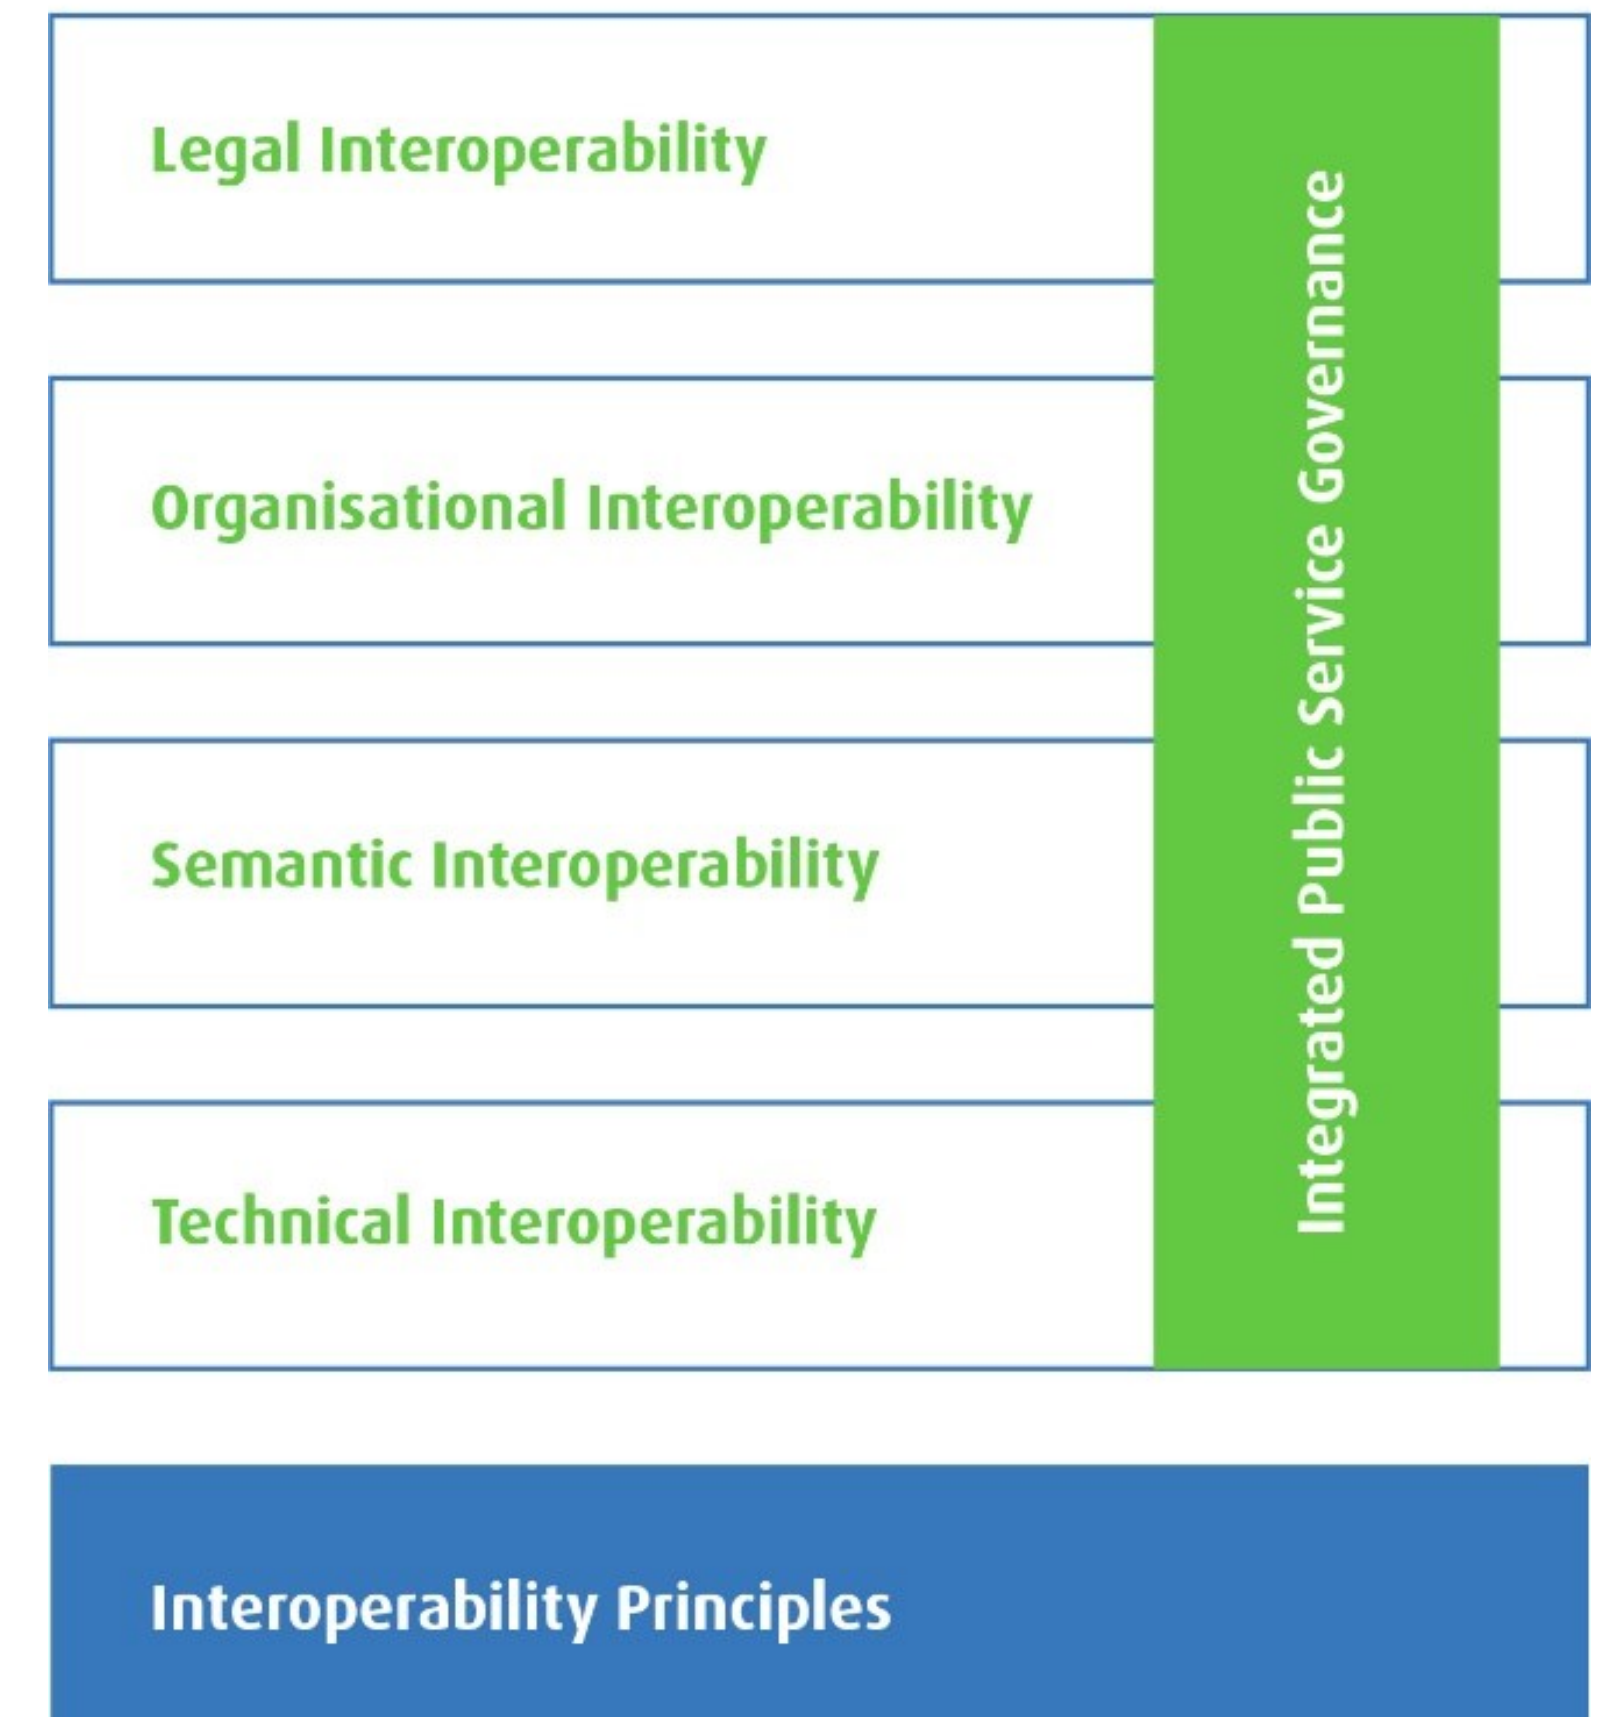 Legal Interoperability
Organisational Interoperability
Semantic Interoperability
Technical Interoperability
Integrated Public Service Governance
Interoperability Principles